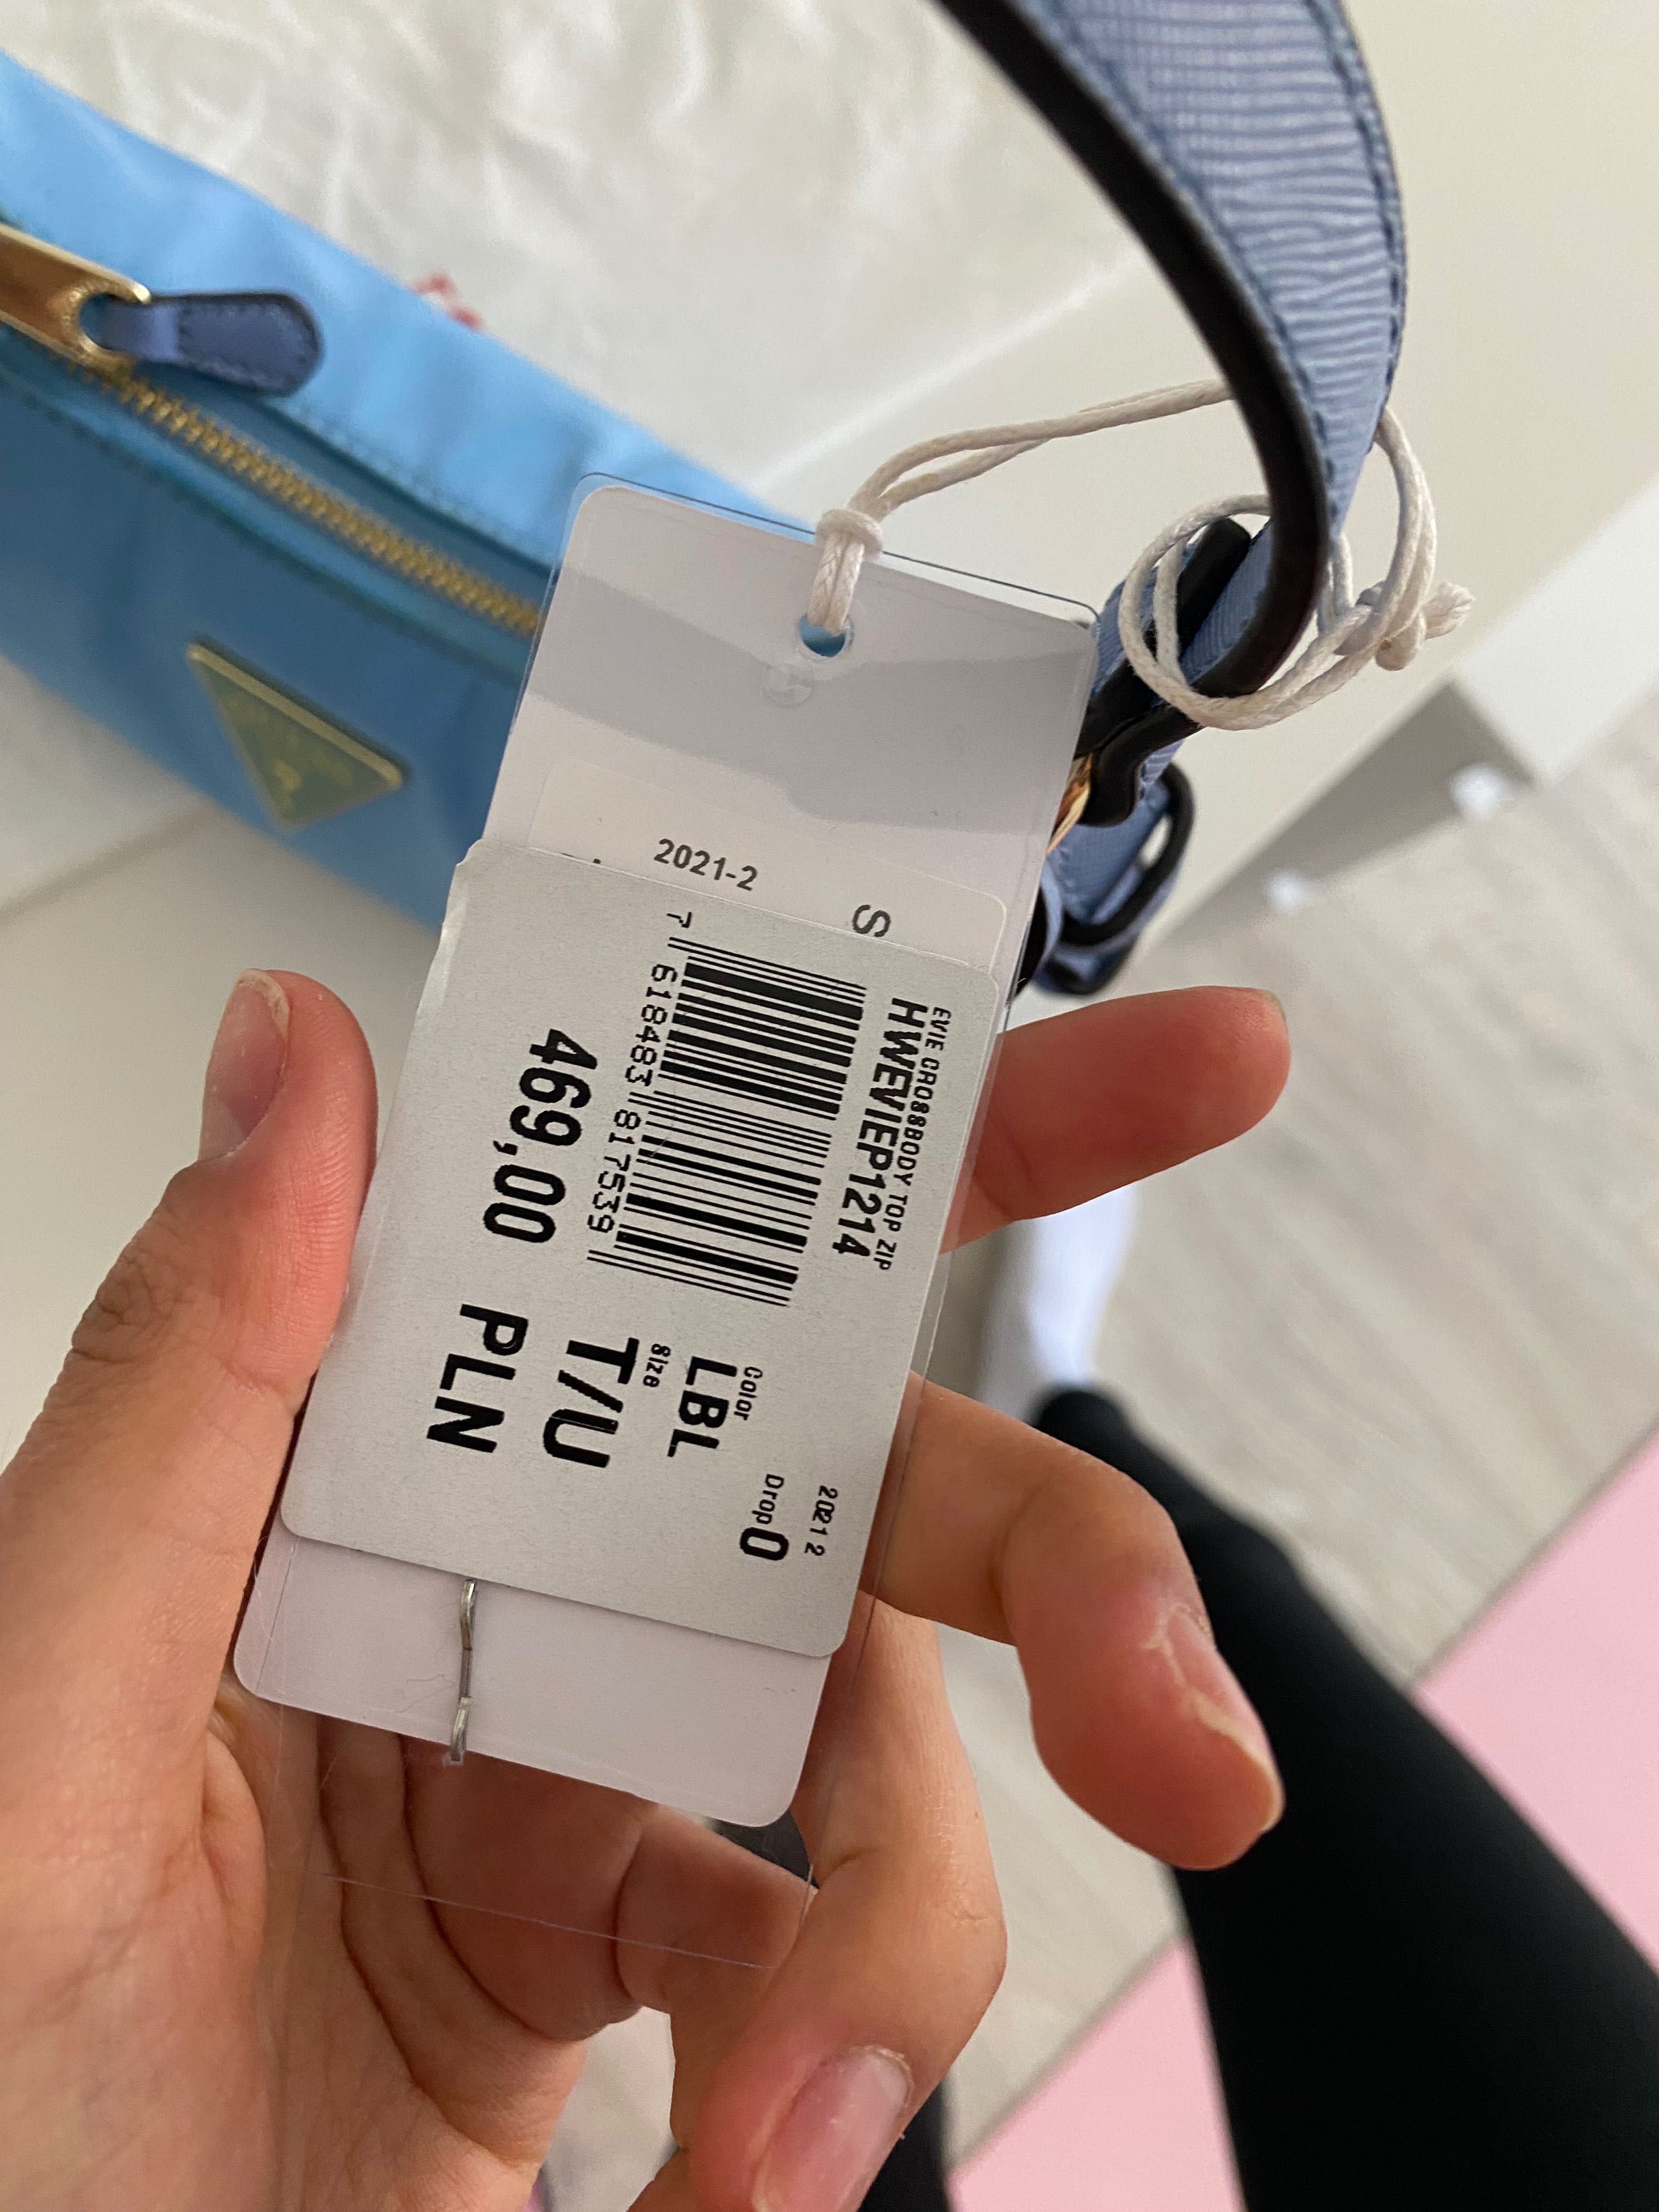 2021-2
S
EVIE CROSSBODY TOP ZIP
HWEVIEP1214
7 618483 817539
469,00 PLN
2021 2
Drop 0
Color
LBL
Size
T/U